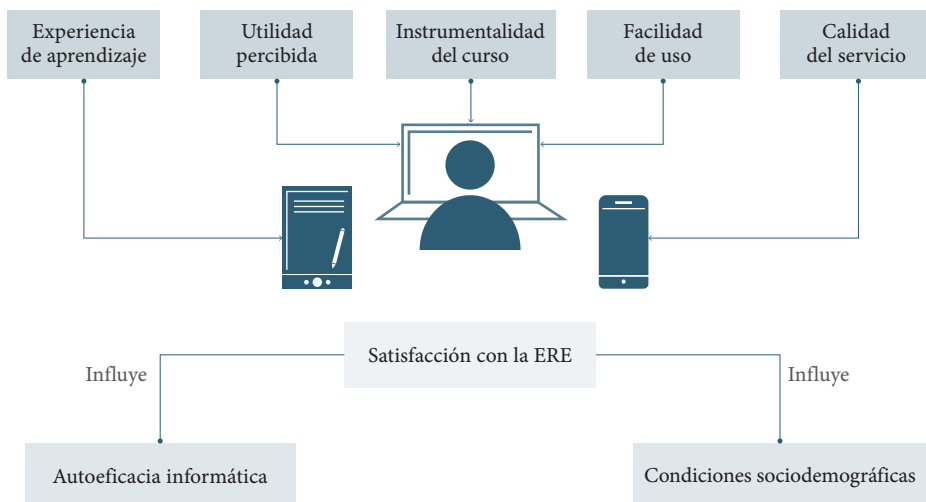 Experiencia
de aprendizaje
Utilidad
percibida
Instrumentalidad
del curso
Facilidad
de uso
Calidad
del servicio
Satisfacción con la ERE
Influye
Influye
Autoeficacia informática
Condiciones sociodemográficas